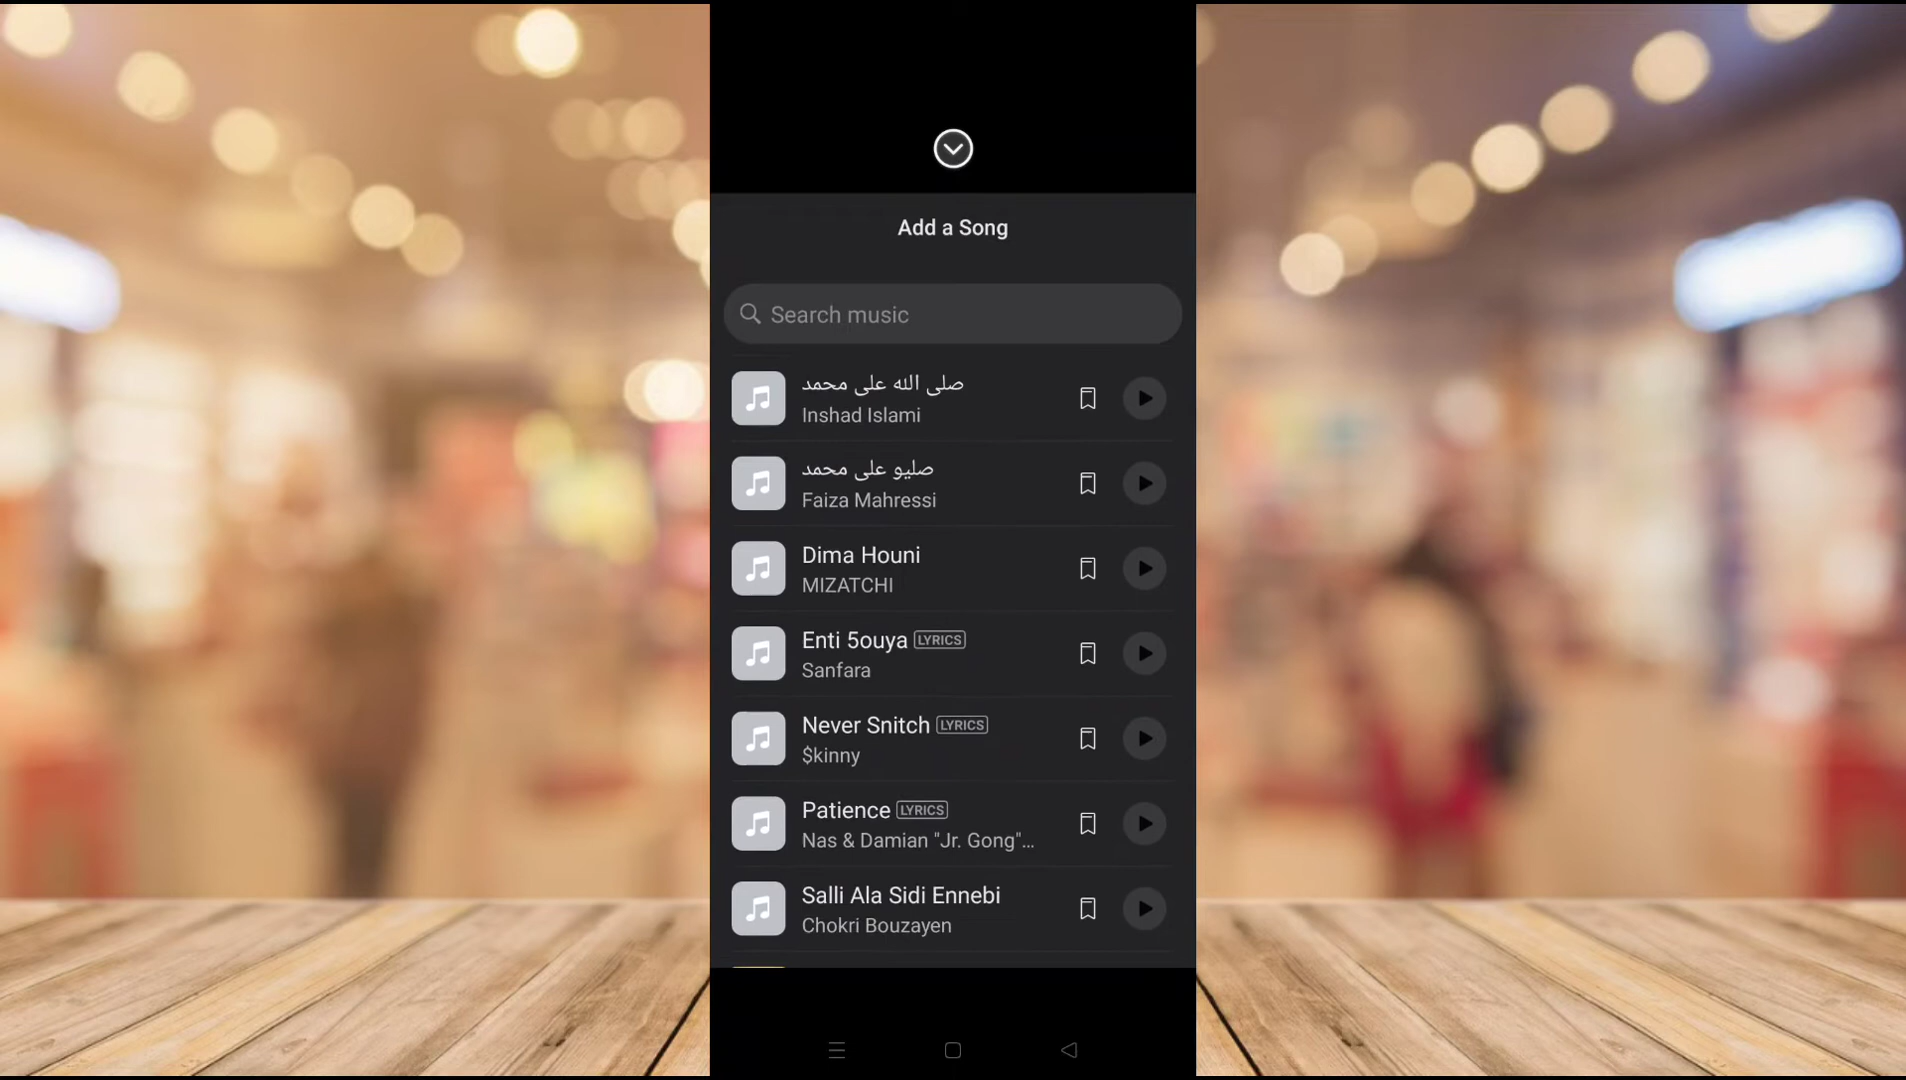 Add a Song
Search music
صلى الله على محمد
Inshad Islami
صليو على محمد
Faiza Mahressi
Dima Houni
MIZATCHI
Enti 5ouya LYRICS
Sanfara
Never Snitch LYRICS
$kinny
Patience LYRICS
Nas & Damian "Jr. Gong"...
Salli Ala Sidi Ennebi
Chokri Bouzayen